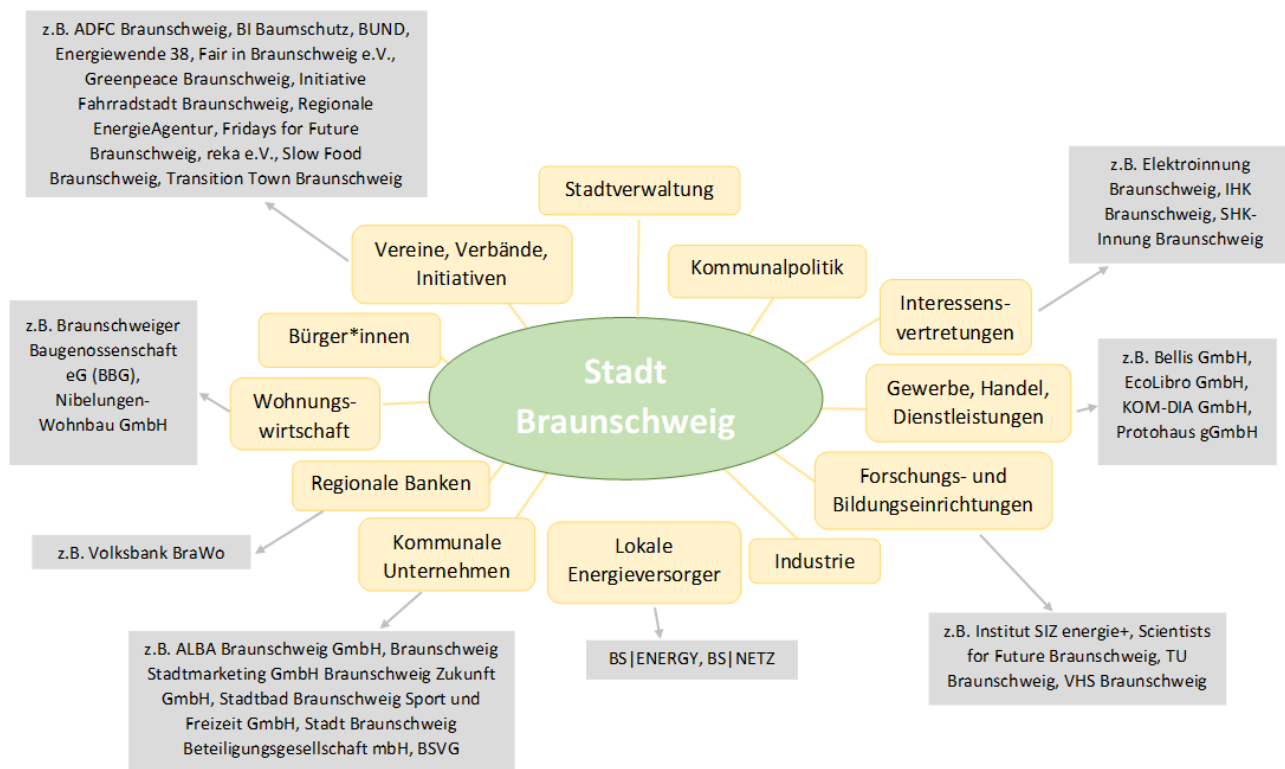 z.B. ADFC Braunschweig, BI Baumschutz, BUND,
Energiewende 38, Fair in Braunschweig e.V.,
Greenpeace Braunschweig, Initiative
Fahrradstadt Braunschweig, Regionale
EnergieAgentur, Fridays for Future
Braunschweig, reka e.V., Slow Food
Braunschweig, Transition Town Braunschweig
Stadtverwaltung
z.B. Elektroinnung
Braunschweig, IHK
Braunschweig, SHK-
Innung Braunschweig
Vereine, Verbände,
Initiativen
Kommunalpolitik
Interessens-
vertretungen
Bürger*innen
z.B. Braunschweiger
Baugenossenschaft
eG (BBG),
Nibelungen-
Wohnbau GmbH
Stadt
Braunschweig
Wohnungs-
wirtschaft
Gewerbe, Handel,
Dienstleistungen
z.B. Bellis GmbH,
EcoLibro GmbH,
KOM-DIA GmbH,
Protohaus gGmbH
Regionale Banken
Forschungs- und
Bildungseinrichtungen
z.B. Volksbank BraWo
Kommunale
Unternehmen
Lokale
Energieversorger
Industrie
z.B. ALBA Braunschweig GmbH, Braunschweig
Stadtmarketing GmbH Braunschweig Zukunft
GmbH, Stadtbad Braunschweig Sport und
Freizeit GmbH, Stadt Braunschweig
Beteiligungsgesellschaft mbH, BSVG
BS|ENERGY, BS|NETZ
z.B. Institut SIZ energie+, Scientists
for Future Braunschweig, TU
Braunschweig, VHS Braunschweig